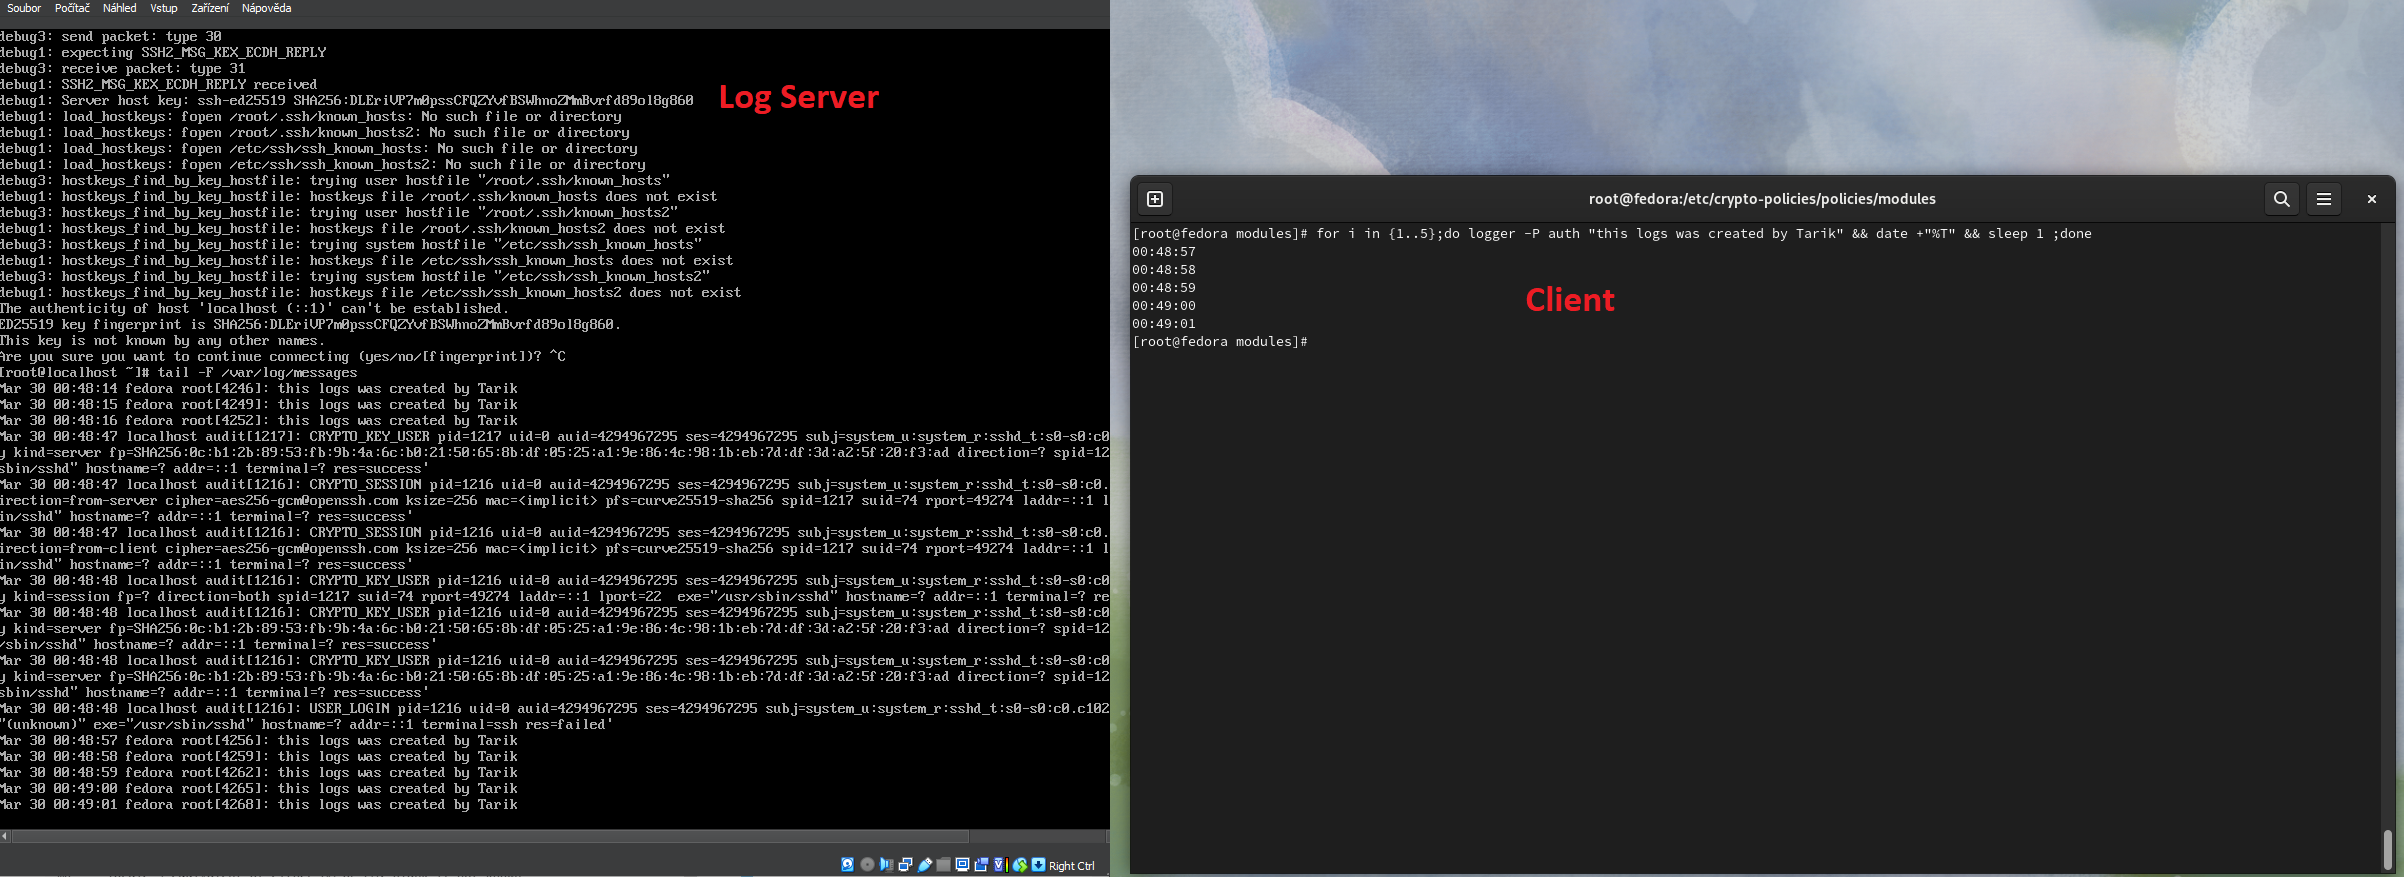 Soubor Počítač Náhled Vstup Zařízení Nápověda
debug3: send packet: type 30
debug1: expecting SSH2_MSG_KEX_ECDH_REPLY
debug3: receive packet: type 31
debug1: SSH2_MSG_KEX_ECDH_REPLY received
debug1: Server host key: ssh-ed25519 SHA256:DLEriVP7m0pssCFQZYvfBSWhnoZMmBvrfd89ol8g860
debug1: load_hostkeys: fopen /root/.ssh/known_hosts: No such file or directory
debug1: load_hostkeys: fopen /root/.ssh/known_hosts2: No such file or directory
debug1: load_hostkeys: fopen /etc/ssh/ssh_known_hosts: No such file or directory
debug1: load_hostkeys: fopen /etc/ssh/ssh_known_hosts2: No such file or directory
debug3: hostkeys_find_by_key_hostfile: trying user hostfile "/root/.ssh/known_hosts"
debug1: hostkeys_find_by_key_hostfile: hostkeys file /root/.ssh/known_hosts does not exist
debug3: hostkeys_find_by_key_hostfile: trying user hostfile "/root/.ssh/known_hosts2"
debug1: hostkeys_find_by_key_hostfile: hostkeys file /root/.ssh/known_hosts2 does not exist
debug3: hostkeys_find_by_key_hostfile: trying system hostfile "/etc/ssh/ssh_known_hosts"
debug1: hostkeys_find_by_key_hostfile: hostkeys file /etc/ssh/ssh_known_hosts does not exist
debug3: hostkeys_find_by_key_hostfile: trying system hostfile "/etc/ssh/ssh_known_hosts2"
debug1: hostkeys_find_by_key_hostfile: hostkeys file /etc/ssh/ssh_known_hosts2 does not exist
The authenticity of host 'localhost (::1)' can't be established.
ED25519 key fingerprint is SHA256:DLEriVP7m0pssCFQZYvfBSWhnoZMmBvrfd89ol8g860.
This key is not known by any other names.
Are you sure you want to continue connecting (yes/no/[fingerprint])? ^C
[root@localhost ~]# tail -F /var/log/messages
Mar 30 00:48:14 fedora root[4246]: this logs was created by Tarik
Mar 30 00:48:15 fedora root[4249]: this logs was created by Tarik
Mar 30 00:48:16 fedora root[4252]: this logs was created by Tarik
Mar 30 00:48:47 localhost audit[1217]: CRYPTO_KEY_USER pid=1217 uid=0 auid=4294967295 ses=4294967295 subj=system_u:system_r:sshd_t:s0-s0:c0
y kind=server fp=SHA256:0c:b1:2b:89:53:fb:9b:4a:6c:b0:21:50:65:8b:df:05:25:a1:9e:86:4c:98:1b:eb:7d:df:3d:a2:5f:20:f3:ad direction=? spid=12
sbin/sshd" hostname=? addr=::1 terminal=? res=success'
Mar 30 00:48:47 localhost audit[1216]: CRYPTO_SESSION pid=1216 uid=0 auid=4294967295 ses=4294967295 subj=system_u:system_r:sshd_t:s0-s0:c0.
irection=from-server cipher=aes256-gcm@openssh.com ksize=256 mac=<implicit> pfs=curve25519-sha256 spid=1217 suid=74 rport=49274 laddr=::1 l
in/sshd" hostname=? addr=::1 terminal=? res=success'
Mar 30 00:48:47 localhost audit[1216]: CRYPTO_SESSION pid=1216 uid=0 auid=4294967295 ses=4294967295 subj=system_u:system_r:sshd_t:s0-s0:c0.
irection=from-client cipher=aes256-gcm@openssh.com ksize=256 mac=<implicit> pfs=curve25519-sha256 spid=1217 suid=74 rport=49274 laddr=::1 l
in/sshd" hostname=? addr=::1 terminal=? res=success'
Mar 30 00:48:48 localhost audit[1216]: CRYPTO_KEY_USER pid=1216 uid=0 auid=4294967295 ses=4294967295 subj=system_u:system_r:sshd_t:s0-s0:c0
y kind=session fp=? direction=both spid=1217 suid=74 rport=49274 laddr=::1 lport=22  exe="/usr/sbin/sshd" hostname=? addr=::1 terminal=? re
Mar 30 00:48:48 localhost audit[1216]: CRYPTO_KEY_USER pid=1216 uid=0 auid=4294967295 ses=4294967295 subj=system_u:system_r:sshd_t:s0-s0:c0
y kind=server fp=SHA256:0c:b1:2b:89:53:fb:9b:4a:6c:b0:21:50:65:8b:df:05:25:a1:9e:86:4c:98:1b:eb:7d:df:3d:a2:5f:20:f3:ad direction=? spid=12
/sbin/sshd" hostname=? addr=::1 terminal=? res=success'
Mar 30 00:48:48 localhost audit[1216]: CRYPTO_KEY_USER pid=1216 uid=0 auid=4294967295 ses=4294967295 subj=system_u:system_r:sshd_t:s0-s0:c0
y kind=server fp=SHA256:0c:b1:2b:89:53:fb:9b:4a:6c:b0:21:50:65:8b:df:05:25:a1:9e:86:4c:98:1b:eb:7d:df:3d:a2:5f:20:f3:ad direction=? spid=12
sbin/sshd" hostname=? addr=::1 terminal=? res=success'
Mar 30 00:48:48 localhost audit[1216]: USER_LOGIN pid=1216 uid=0 auid=4294967295 ses=4294967295 subj=system_u:system_r:sshd_t:s0-s0:c0.c102
"(unknown)" exe="/usr/sbin/sshd" hostname=? addr=::1 terminal=ssh res=failed'
Mar 30 00:48:57 fedora root[4256]: this logs was created by Tarik
Mar 30 00:48:58 fedora root[4259]: this logs was created by Tarik
Mar 30 00:48:59 fedora root[4262]: this logs was created by Tarik
Mar 30 00:49:00 fedora root[4265]: this logs was created by Tarik
Mar 30 00:49:01 fedora root[4268]: this logs was created by Tarik
Right Ctrl
Log Server
root@fedora:/etc/crypto-policies/policies/modules
[root@fedora modules]# for i in {1..5};do logger -P auth "this logs was created by Tarik" && date +"%T" && sleep 1 ;done
00:48:57
00:48:58
00:48:59
00:49:00
00:49:01
[root@fedora modules]#
Client